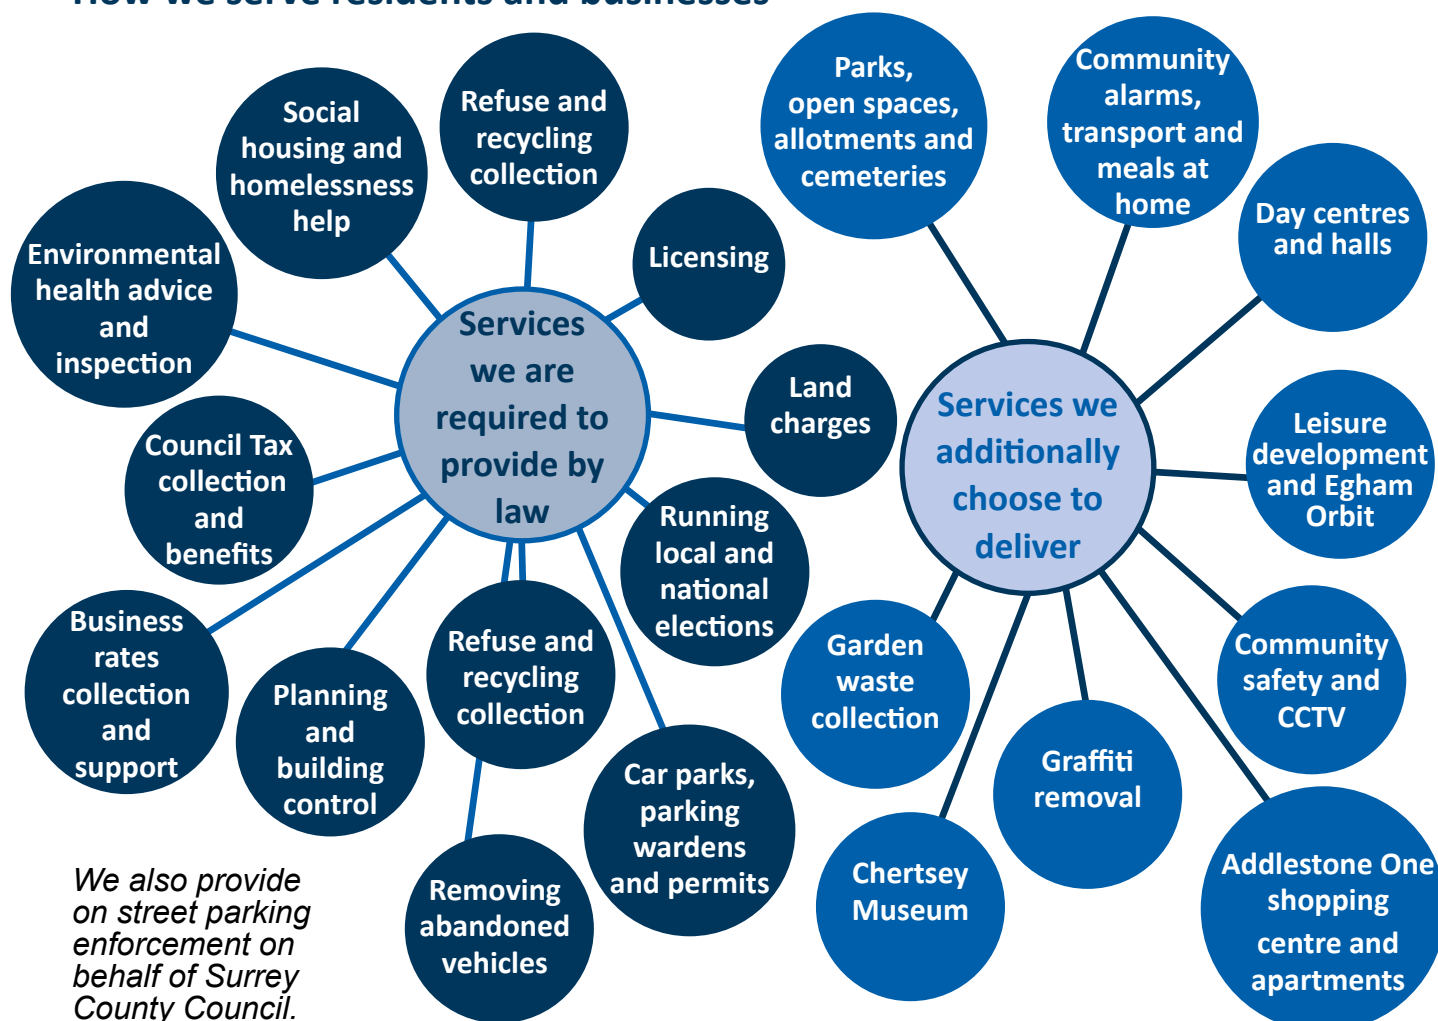 How we serve residents and businesses
Social
housing and
homelessness
help
Refuse and
recycling
collection
Environmental
health advice
and
inspection
Licensing
Services
we are
required to
provide by
law
Land
charges
Council Tax
collection
and
benefits
Running
local and
national
elections
Business
rates
collection
and
support
Planning
and
building
control
Refuse and
recycling
collection
Car parks,
parking
wardens
and permits
Removing
abandoned
vehicles
We also provide
on street parking
enforcement on
behalf of Surrey
County Council.
Parks,
open spaces,
allotments and
cemeteries
Community
alarms,
transport and
meals at
home
Day centres
and halls
Services we
additionally
choose to
deliver
Leisure
development
and Egham
Orbit
Garden
waste
collection
Community
safety and
CCTV
Graffiti
removal
Chertsey
Museum
Addlestone One
shopping
centre and
apartments